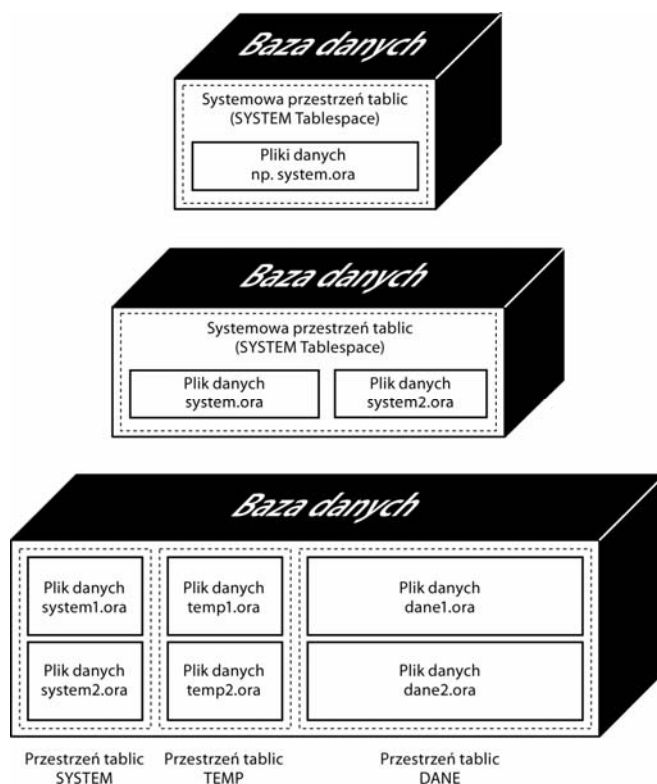 Baza danych
Systemowa przestrzeń tablic
(SYSTEM Tablespace)
Pliki danych
np. system.ora
Baza danych
Systemowa przestrzeń tablic
(SYSTEM Tablespace)
Plik danych
system.ora
Plik danych
system2.ora
Baza danych
Plik danych
system1.ora
Plik danych
temp1.ora
Plik danych
dane1.ora
Plik danych
system2.ora
Plik danych
temp2.ora
Plik danych
dane2.ora
Przestrzeń tablic
SYSTEM
Przestrzeń tablic
TEMP
Przestrzeń tablic
DANE